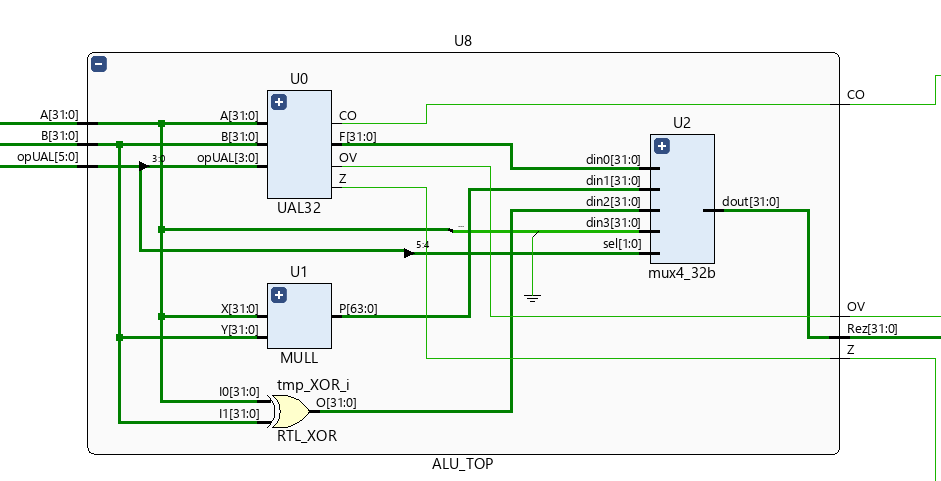 U8
U0
U2
CO
A[31:0]
A[31:0]
CO
B[31:0]
B[31:0]
F[31:0]
opUAL[5:0]
3:0
opUAL[3:0]
OV
din0[31:0]
Z
din1[31:0]
UAL32
din2[31:0]
dout[31:0]
din3[31:0]
5:4
sel[1:0]
U1
mux4_32b
X[31:0]
P[63:0]
OV
Y[31:0]
Rez[31:0]
MULL
Z
tmp_XOR_i
I0[31:0]
O[31:0]
I1[31:0]
RTL_XOR
ALU_TOP